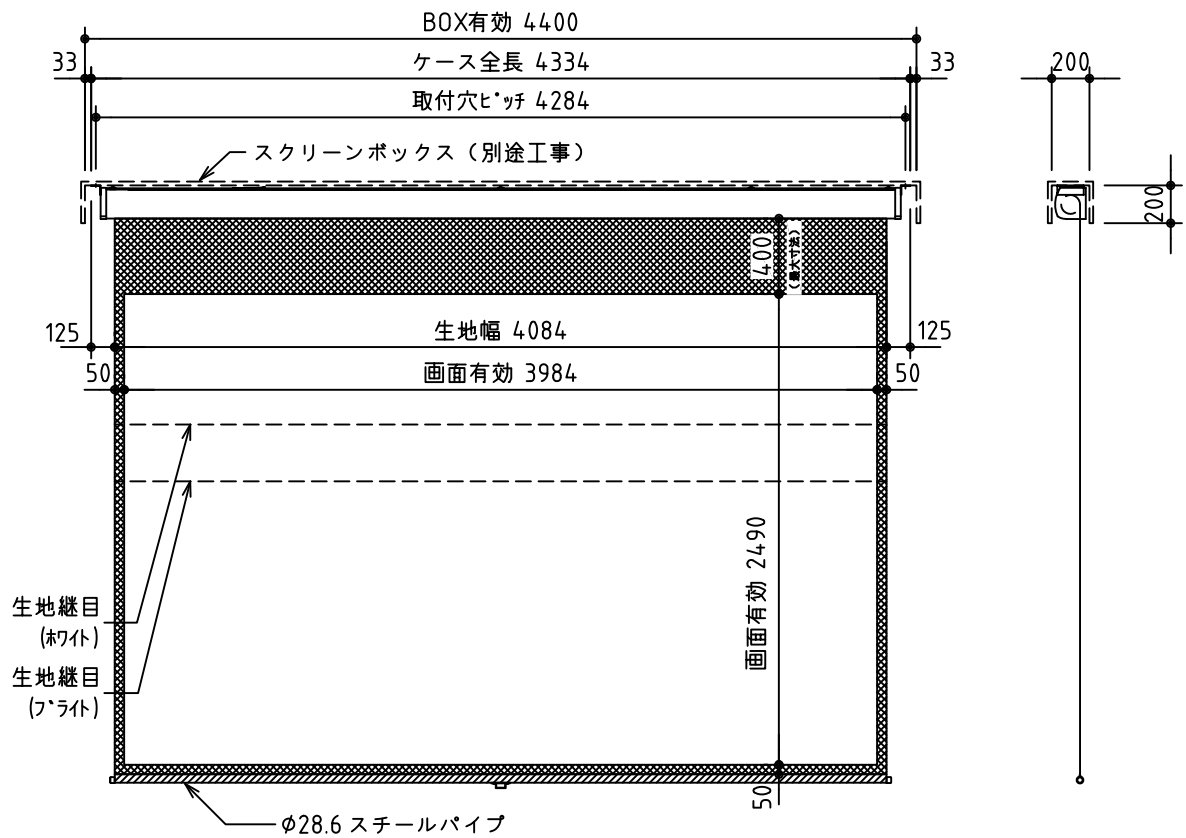 BOX有効 4400
33
ケース全長 4334
33
200
取付穴ピッチ 4284
スクリーンボックス（別途工事）
200
400
(最大寸法)
125
生地幅 4084
125
50
画面有効 3984
50
画面有効 2490
生地継目
(ホワイト)
生地継目
(ブライト)
50
φ28.6 スチールパイプ